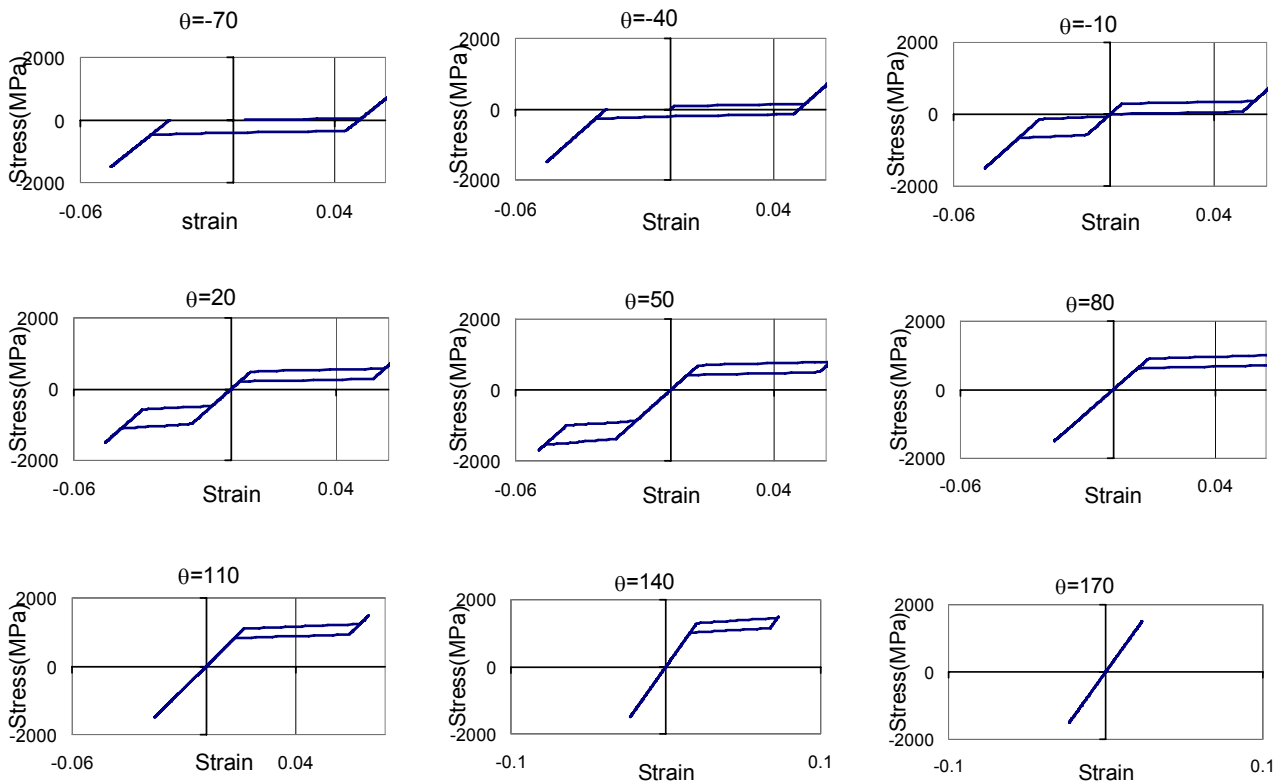 θ=-70
2000
0
-2000
Stress(MPa)
-0.06
0.04
strain
θ=-40
2000
0
-2000
Stress(MPa)
-0.06
0.04
Strain
θ=-10
2000
0
-2000
Stress(MPa)
-0.06
0.04
Strain
θ=20
2000
0
-2000
Stress(MPa)
-0.06
0.04
Strain
θ=50
2000
0
-2000
Stress(MPa)
-0.06
0.04
Strain
θ=80
2000
0
-2000
Stress(MPa)
-0.06
0.04
Strain
θ=110
2000
0
-2000
Stress(MPa)
-0.06
Strain
0.04
θ=140
2000
0
-2000
Stress(MPa)
-0.1
Strain
0.1
θ=170
2000
0
-2000
Stress(MPa)
-0.1
Strain
0.1